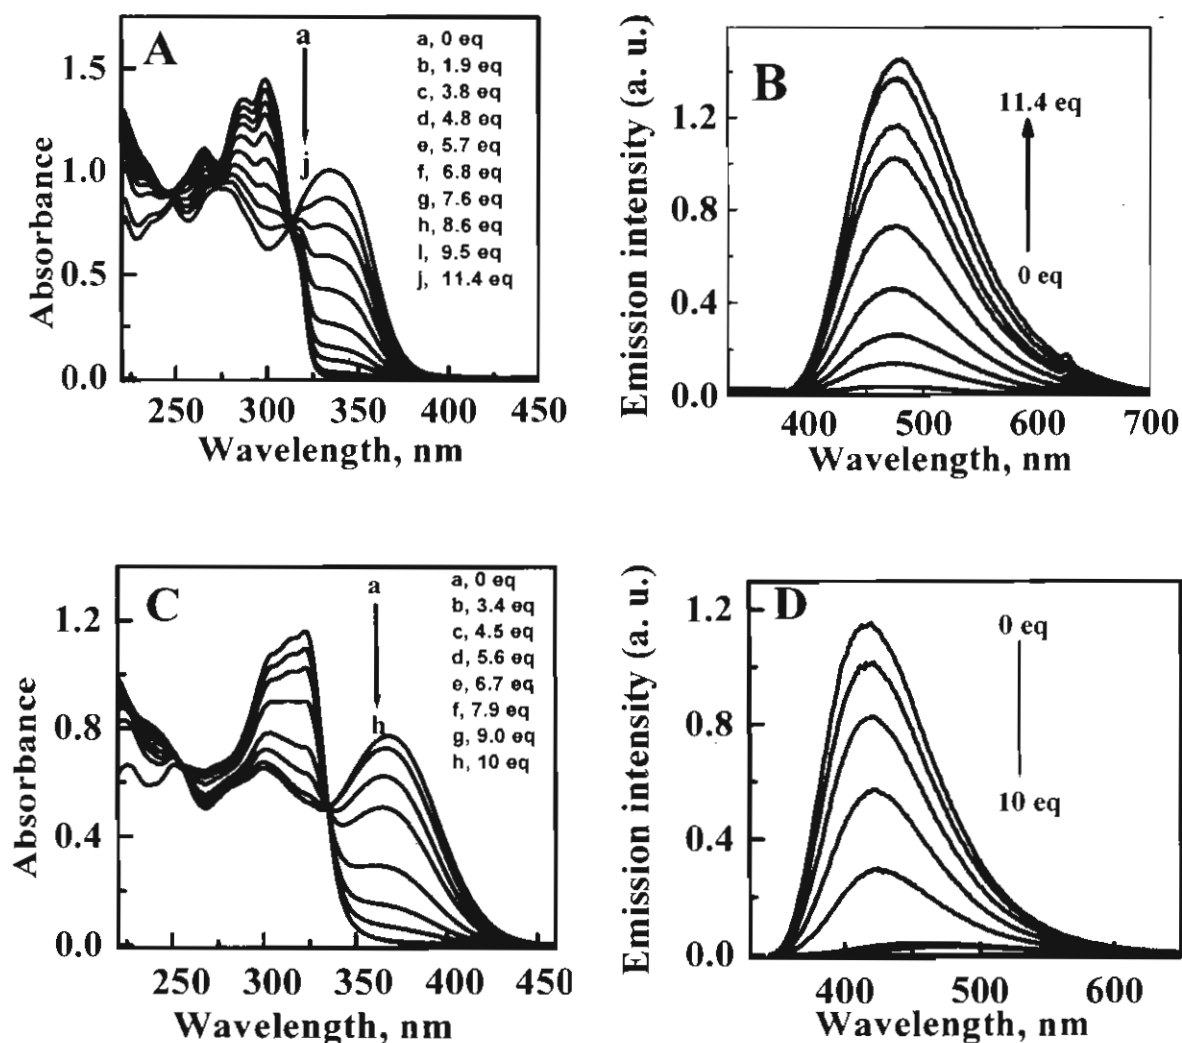 A
a
j
a, 0 eq
b, 1.9 eq
c, 3.8 eq
d, 4.8 eq
e, 5.7 eq
f, 6.8 eq
g, 7.6 eq
h, 8.6 eq
I, 9.5 eq
j, 11.4 eq
Absorbance
1.5
1.0
0.5
0.0
250 300 350 400 450
Wavelength, nm
B
11.4 eq
0 eq
Emission intensity (a. u.)
1.2
0.8
0.4
0.0
400 500 600 700
Wavelength, nm
C
a
h
a, 0 eq
b, 3.4 eq
c, 4.5 eq
d, 5.6 eq
e, 6.7 eq
f, 7.9 eq
g, 9.0 eq
h, 10 eq
Absorbance
1.2
0.8
0.4
0.0
250 300 350 400 450
Wavelength, nm
D
0 eq
10 eq
Emission intensity (a. u.)
1.2
0.8
0.4
0.0
400 500 600
Wavelength, nm